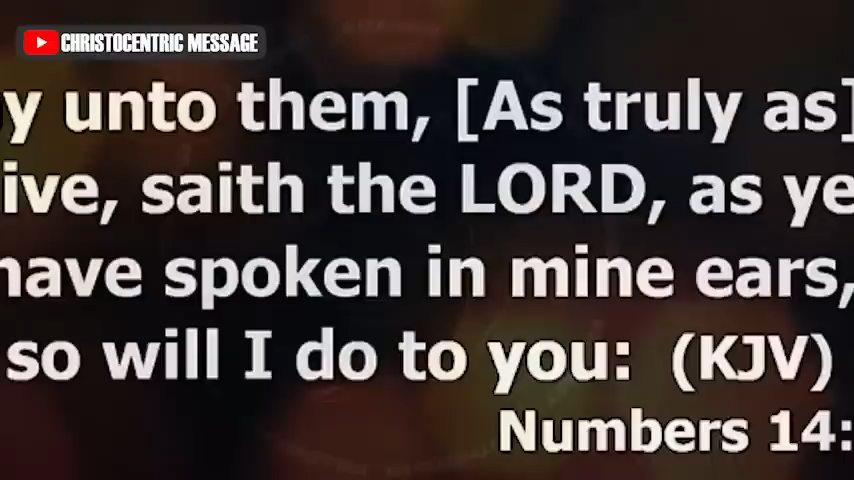 CHRISTOCENTRIC MESSAGE
y unto them, [As truly as]
ive, saith the LORD, as ye
have spoken in mine ears,
so will I do to you: (KJV)
Numbers 14: